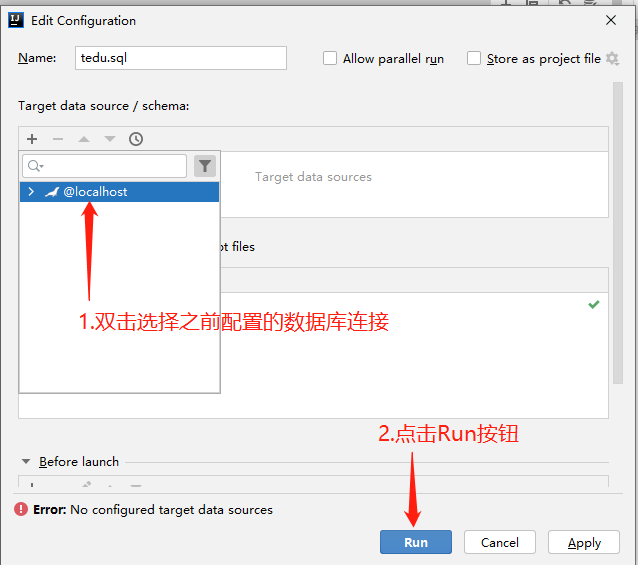 Edit Configuration
Name: tedu.sql Allow parallel run Store as project file
Target data source / schema:
@localhost
Target data sources
ot files
1.双击选择之前配置的数据库连接
2.点击Run按钮
Before launch
Error: No configured target data sources
Run Cancel Apply